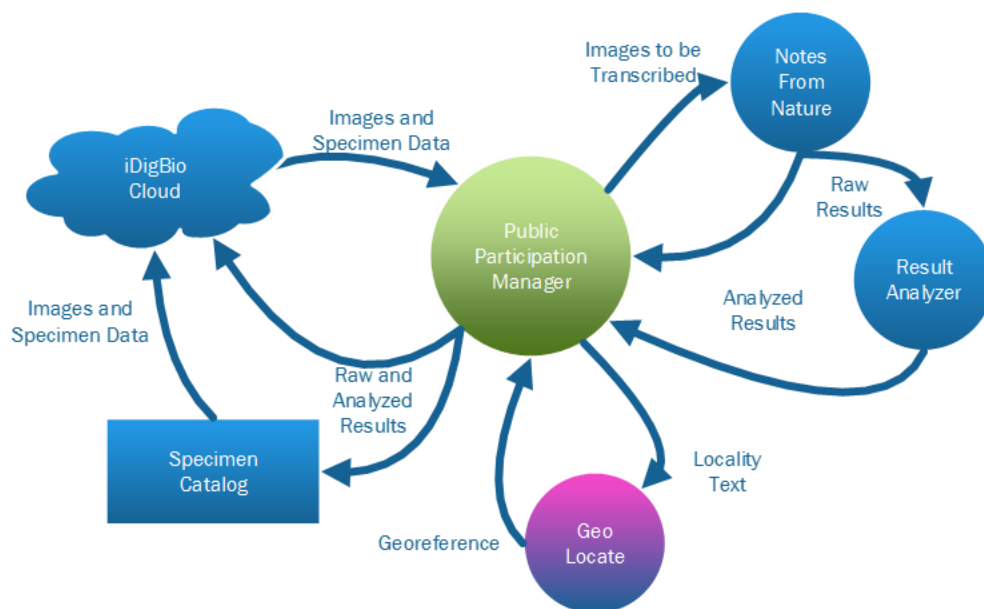 Images to be
Transcribed
Notes
From
Nature
Images and
Specimen Data
iDigBio
Cloud
Raw
Results
Public
Participation
Manager
Result
Analyzer
Images and
Specimen Data
Analyzed
Results
Raw and
Analyzed
Results
Specimen
Catalog
Locality
Text
Georeference
Geo
Locate